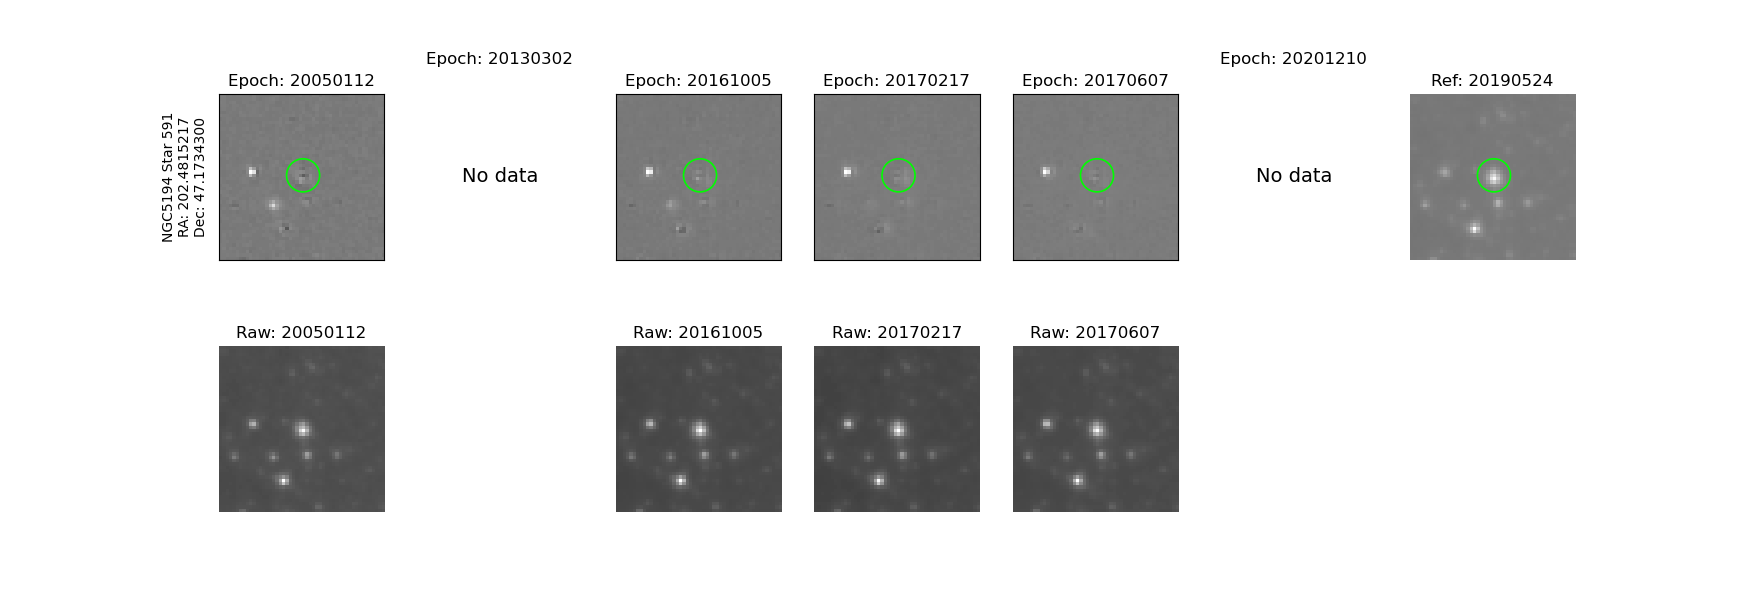 Epoch: 20130302
Epoch: 20201210
Epoch: 20050112
Epoch: 20161005
Epoch: 20170217
Epoch: 20170607
Ref: 20190524
NGC5194 Star 591
RA: 202.4815217
Dec: 47.1734300
No data
No data
Raw: 20050112
Raw: 20161005
Raw: 20170217
Raw: 20170607